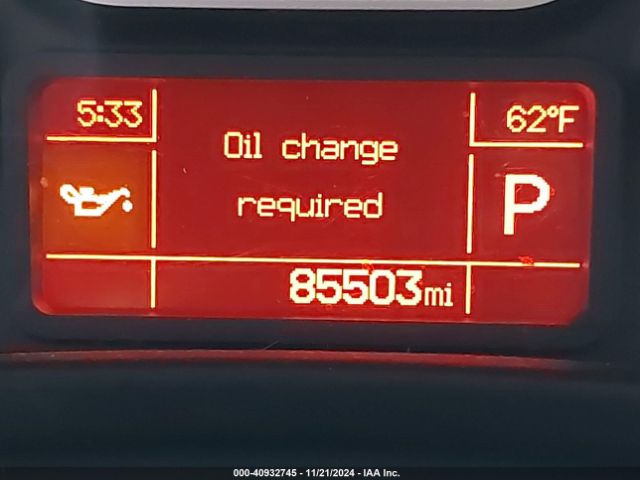 5:33
62°F
Oil change
required
P
85503mi
000-40932745 - 11/21/2024 - IAA Inc.